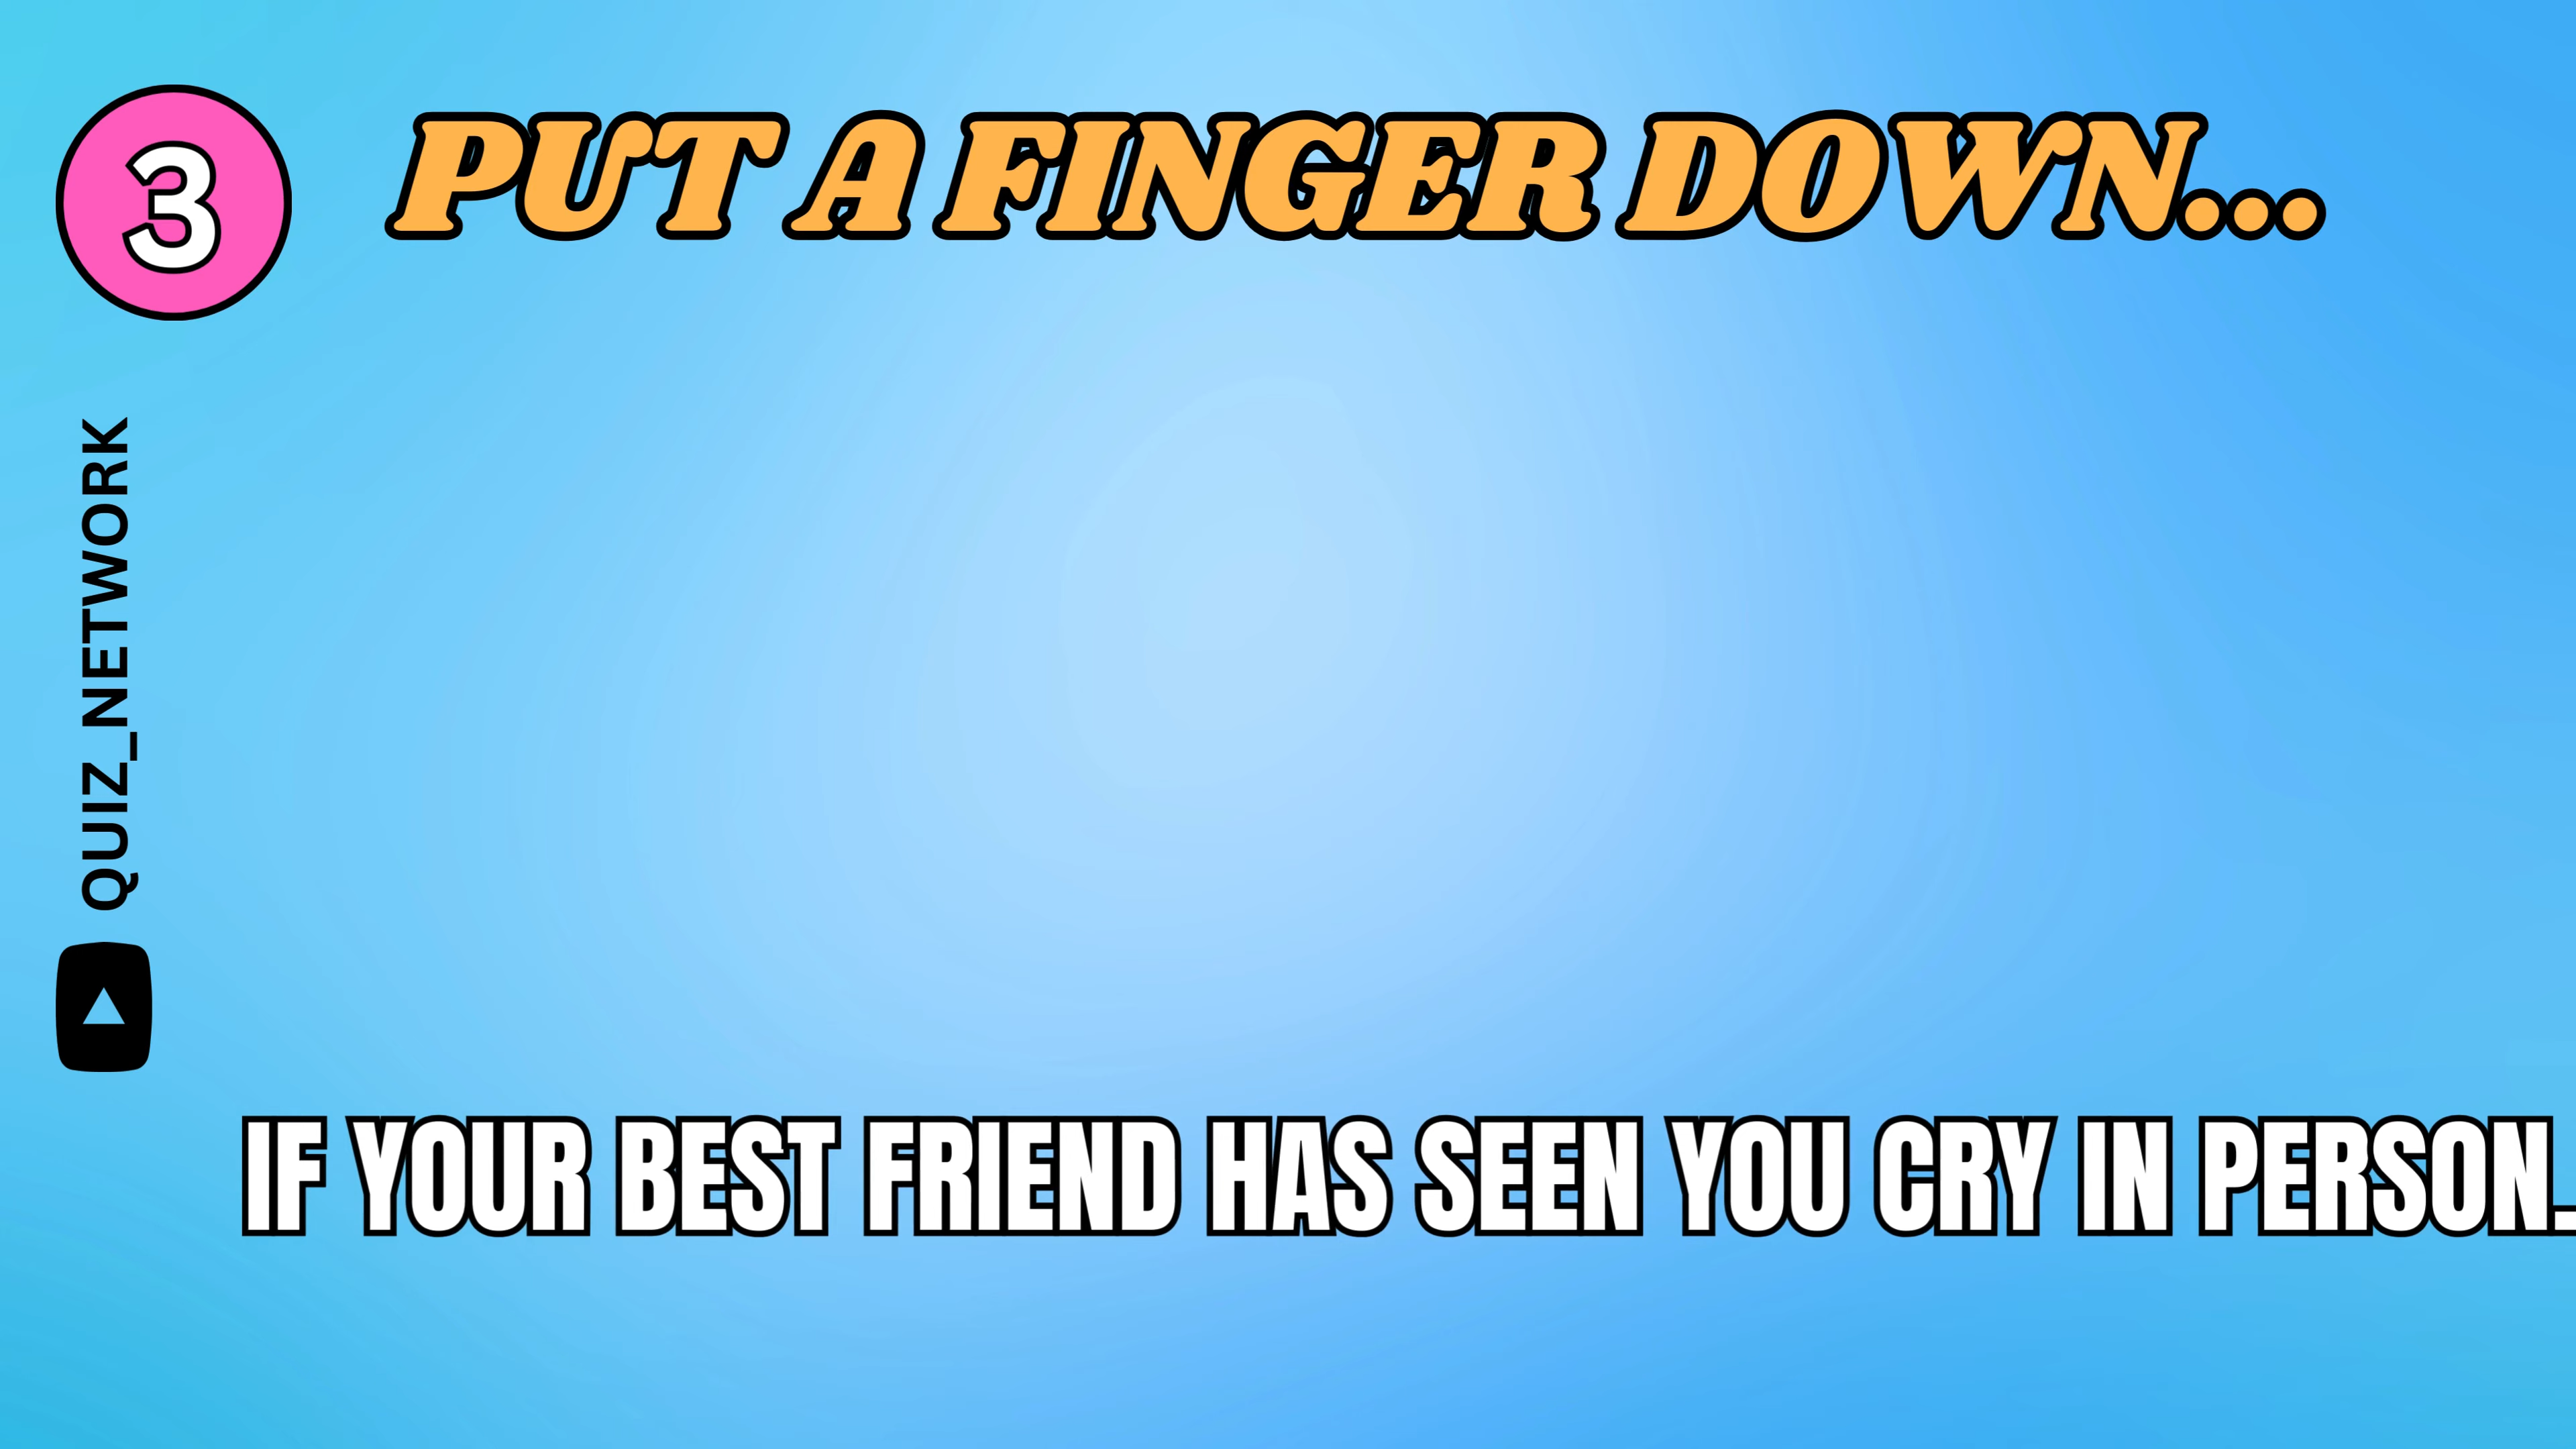 3
PUT A FINGER DOWN...
QUIZ_NETWORK
IF YOUR BEST FRIEND HAS SEEN YOU CRY IN PERSON.